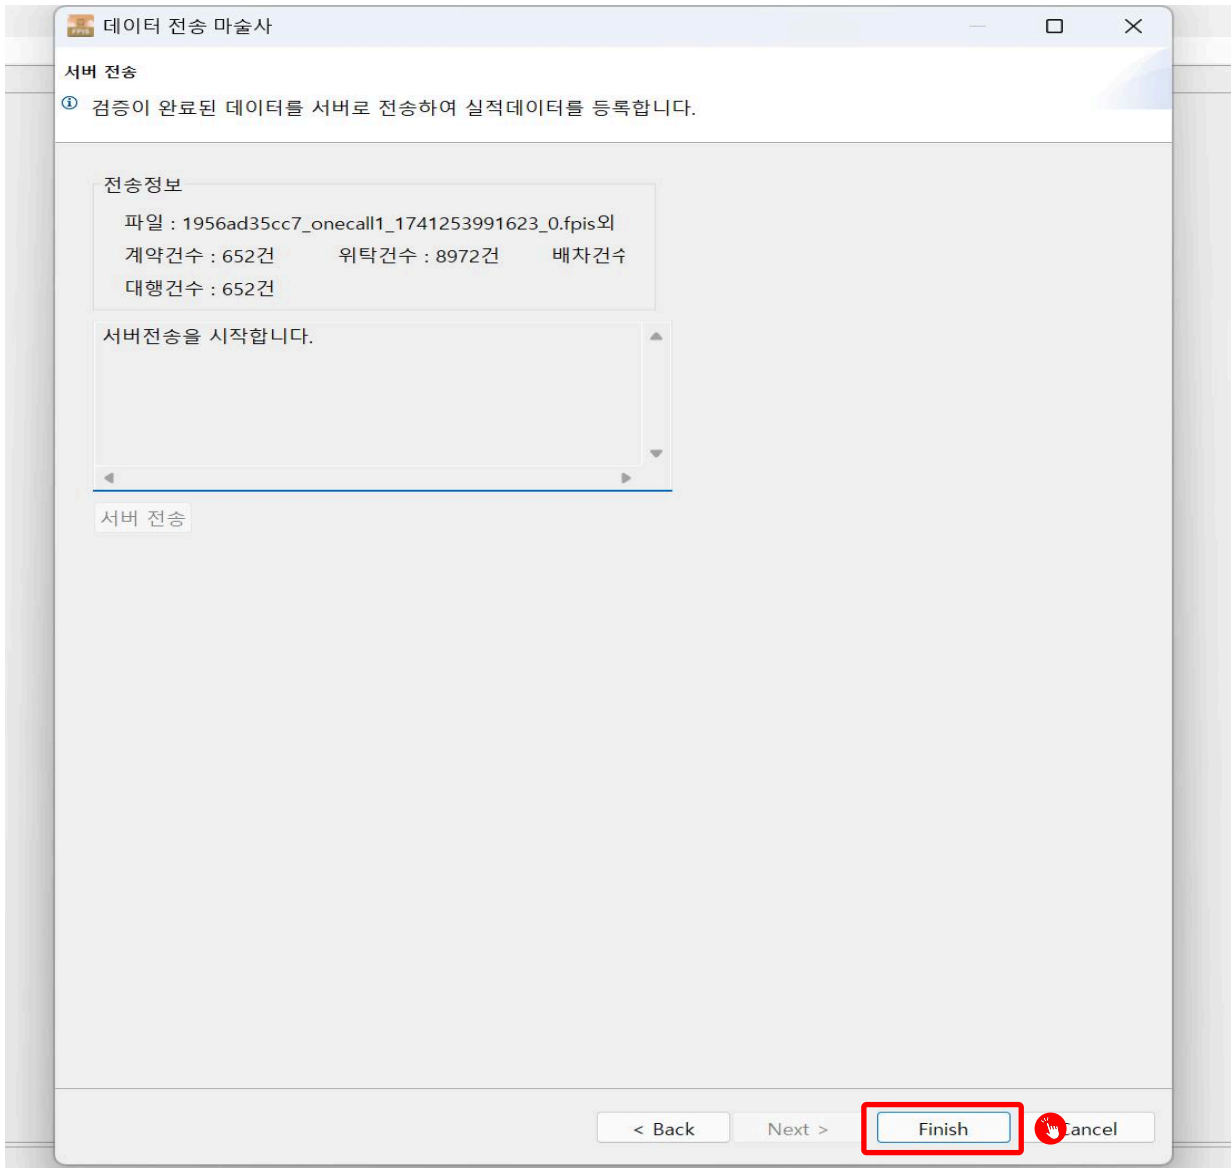 데이터 전송 마술사
서버 전송
검증이 완료된 데이터를 서버로 전송하여 실적데이터를 등록합니다.
전송정보
파일 : 1956ad35cc7_onecall1_1741253991623_0.fpis외
계약건수 : 652건 위탁건수 : 8972건 배차건수
대행건수 : 652건
서버전송을 시작합니다.
서버 전송
< Back Next > Finish Cancel